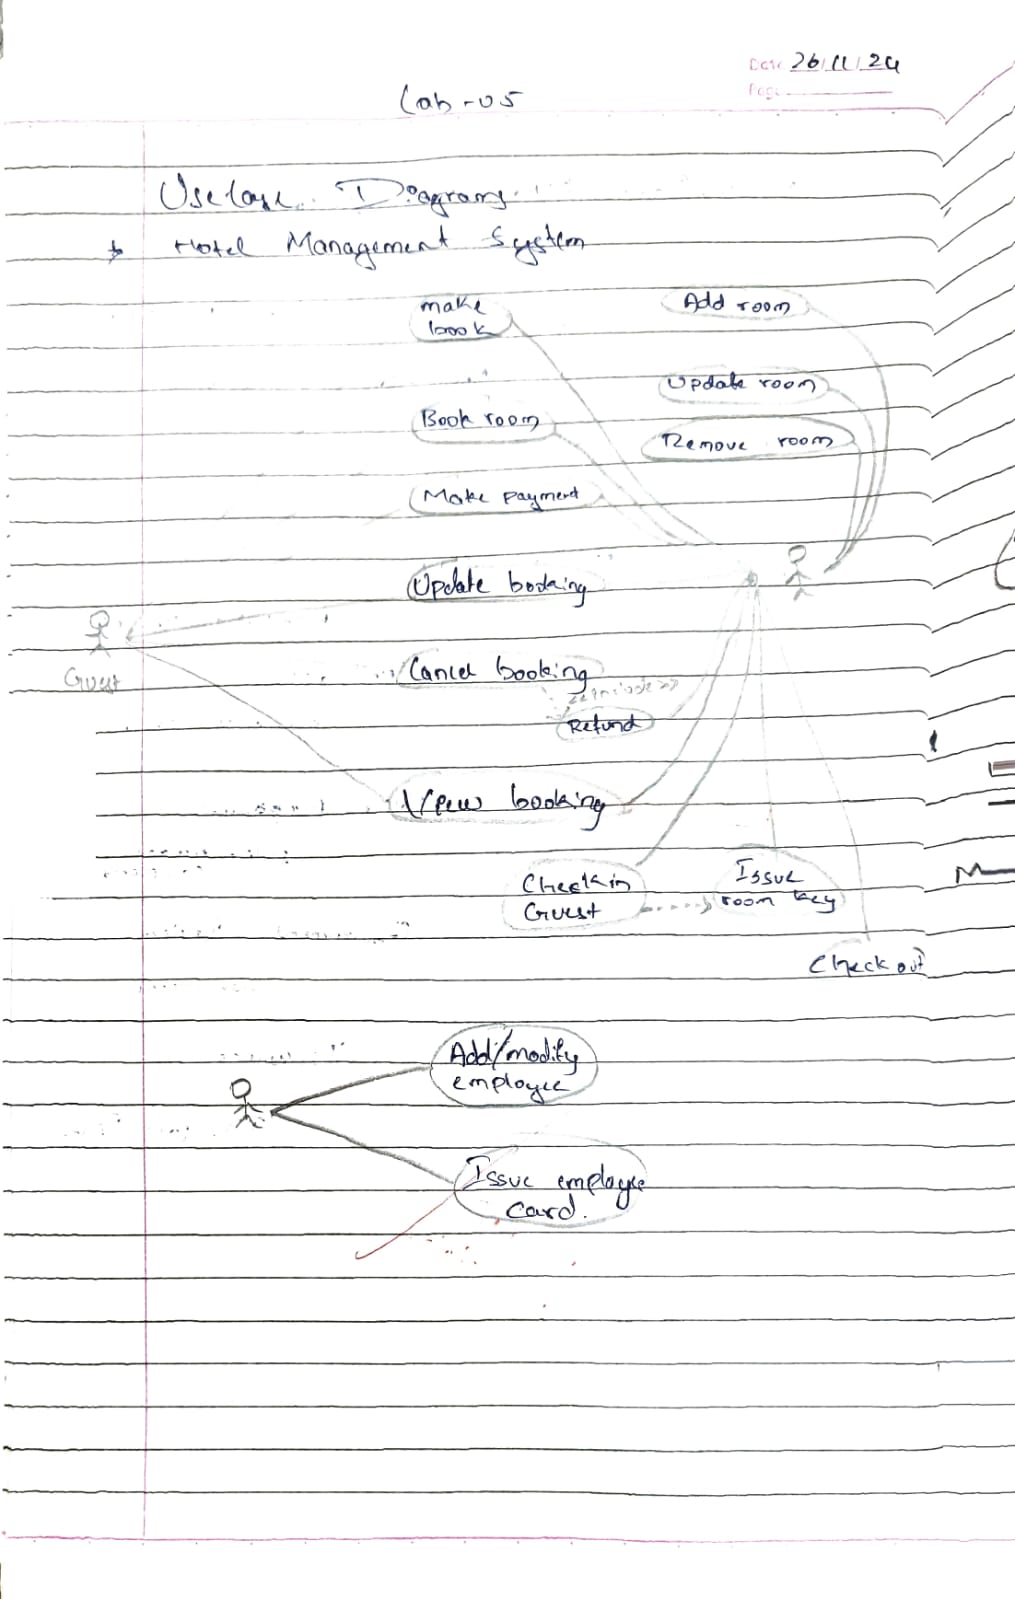 Date 26/11/24
Page
Lab-05
Usecase Diagrams
Hotel Management System
make
book
Add room
Update room
Book room
Remove room
Make payment
Update booking
Guest
Cancel booking
<<include>>
Refund
View booking
Checkin
Guest
Issue
room key
Check out
Add/modify
employee
Issue employee
card.